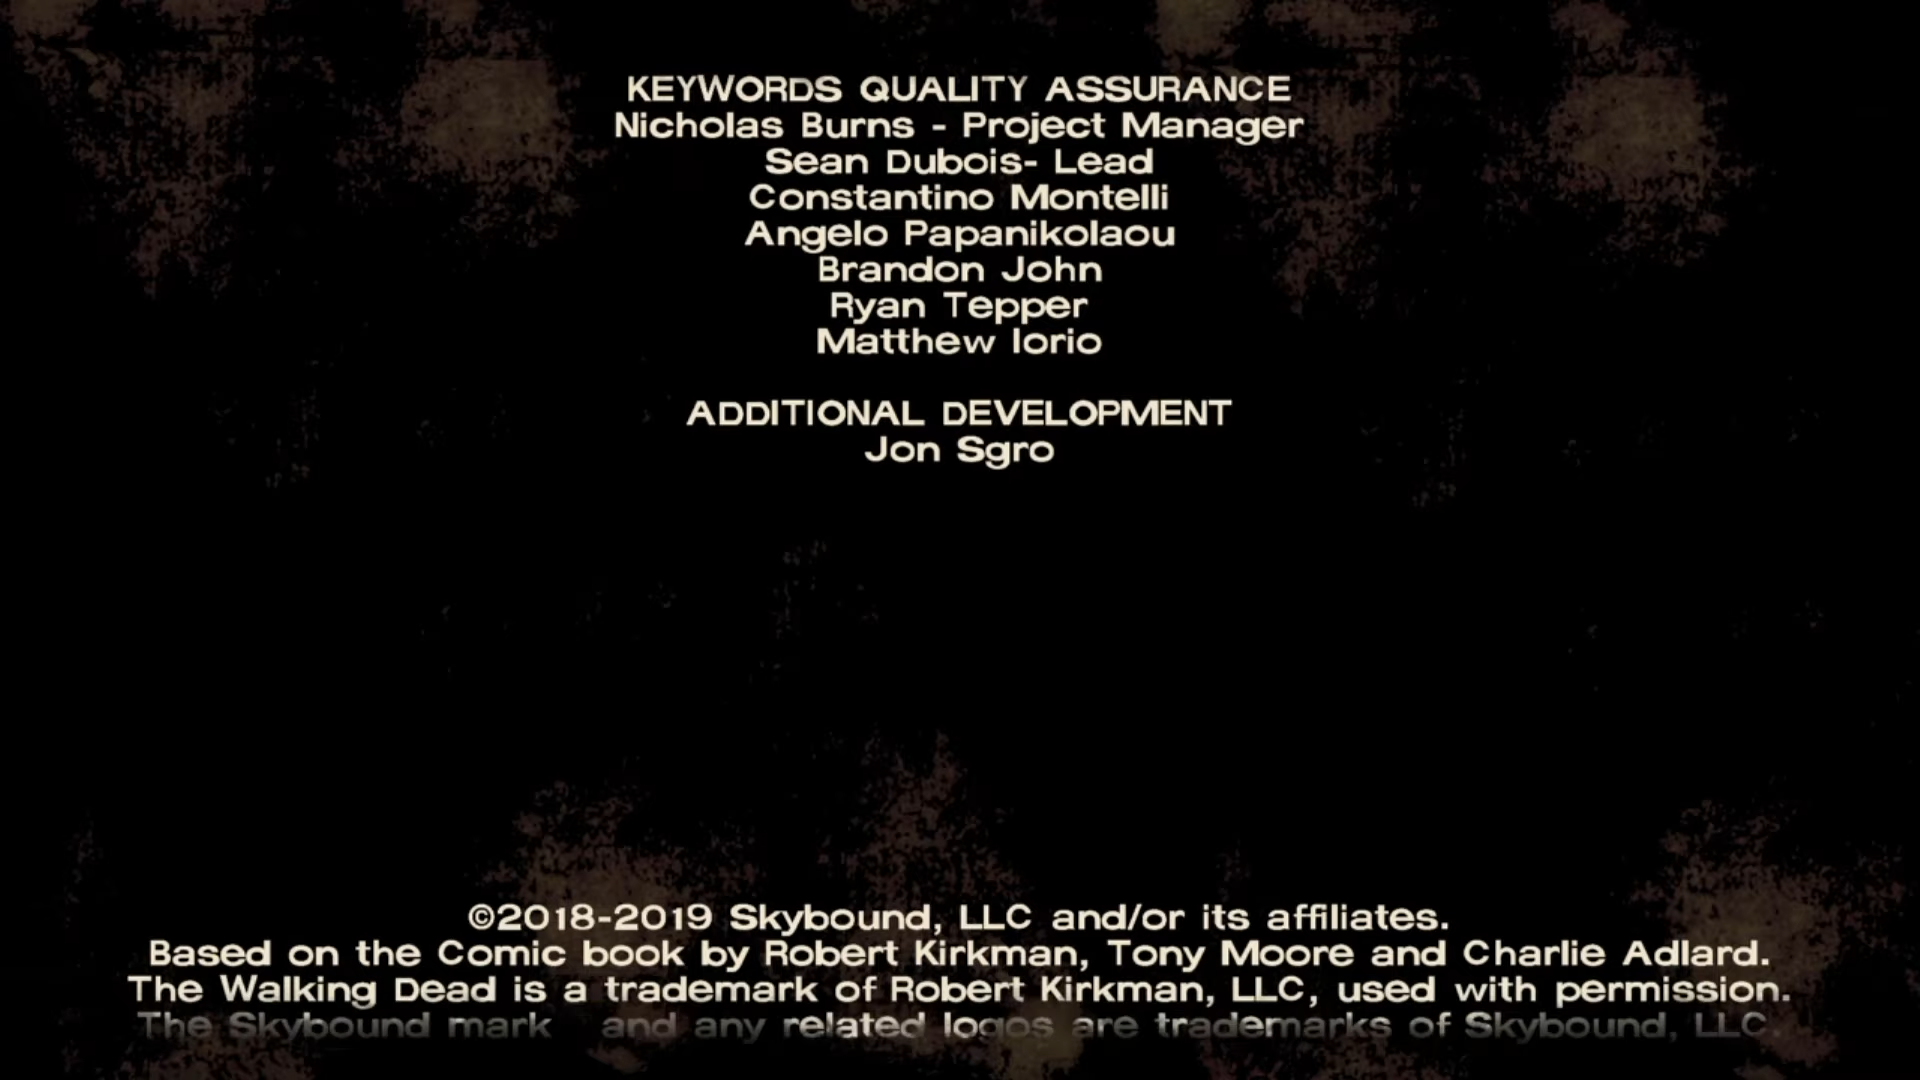 KEYWORDS QUALITY ASSURANCE
Nicholas Burns - Project Manager
Sean Dubois- Lead
Constantino Montelli
Angelo Papanikolaou
Brandon John
Ryan Tepper
Matthew Iorio
ADDITIONAL DEVELOPMENT
Jon Sgro
©2018-2019 Skybound, LLC and/or its affiliates.
Based on the Comic book by Robert Kirkman, Tony Moore and Charlie Adlard.
The Walking Dead is a trademark of Robert Kirkman, LLC, used with permission.
The Skybound mark and any related logos are trademarks of Skybound, LLC